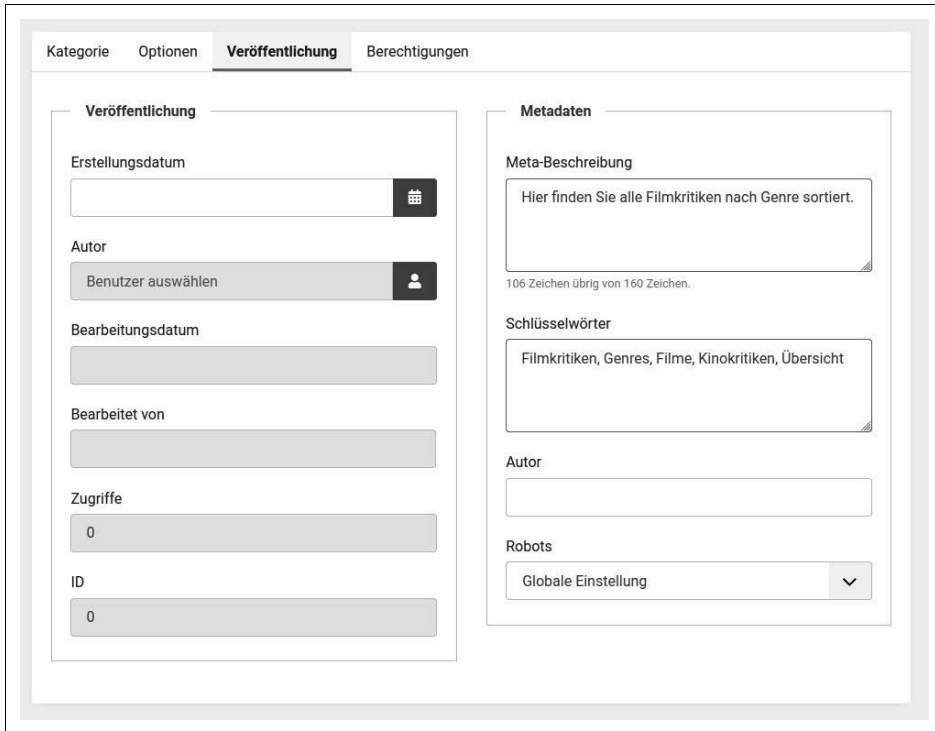 Kategorie Optionen Veröffentlichung Berechtigungen
Veröffentlichung
Erstellungsdatum
Autor
Benutzer auswählen
Bearbeitungsdatum
Bearbeitet von
Zugriffe
0
ID
0
Metadaten
Meta-Beschreibung
Hier finden Sie alle Filmkritiken nach Genre sortiert.
106 Zeichen übrig von 160 Zeichen.
Schlüsselwörter
Filmkritiken, Genres, Filme, Kinokritiken, Übersicht
Autor
Robots
Globale Einstellung